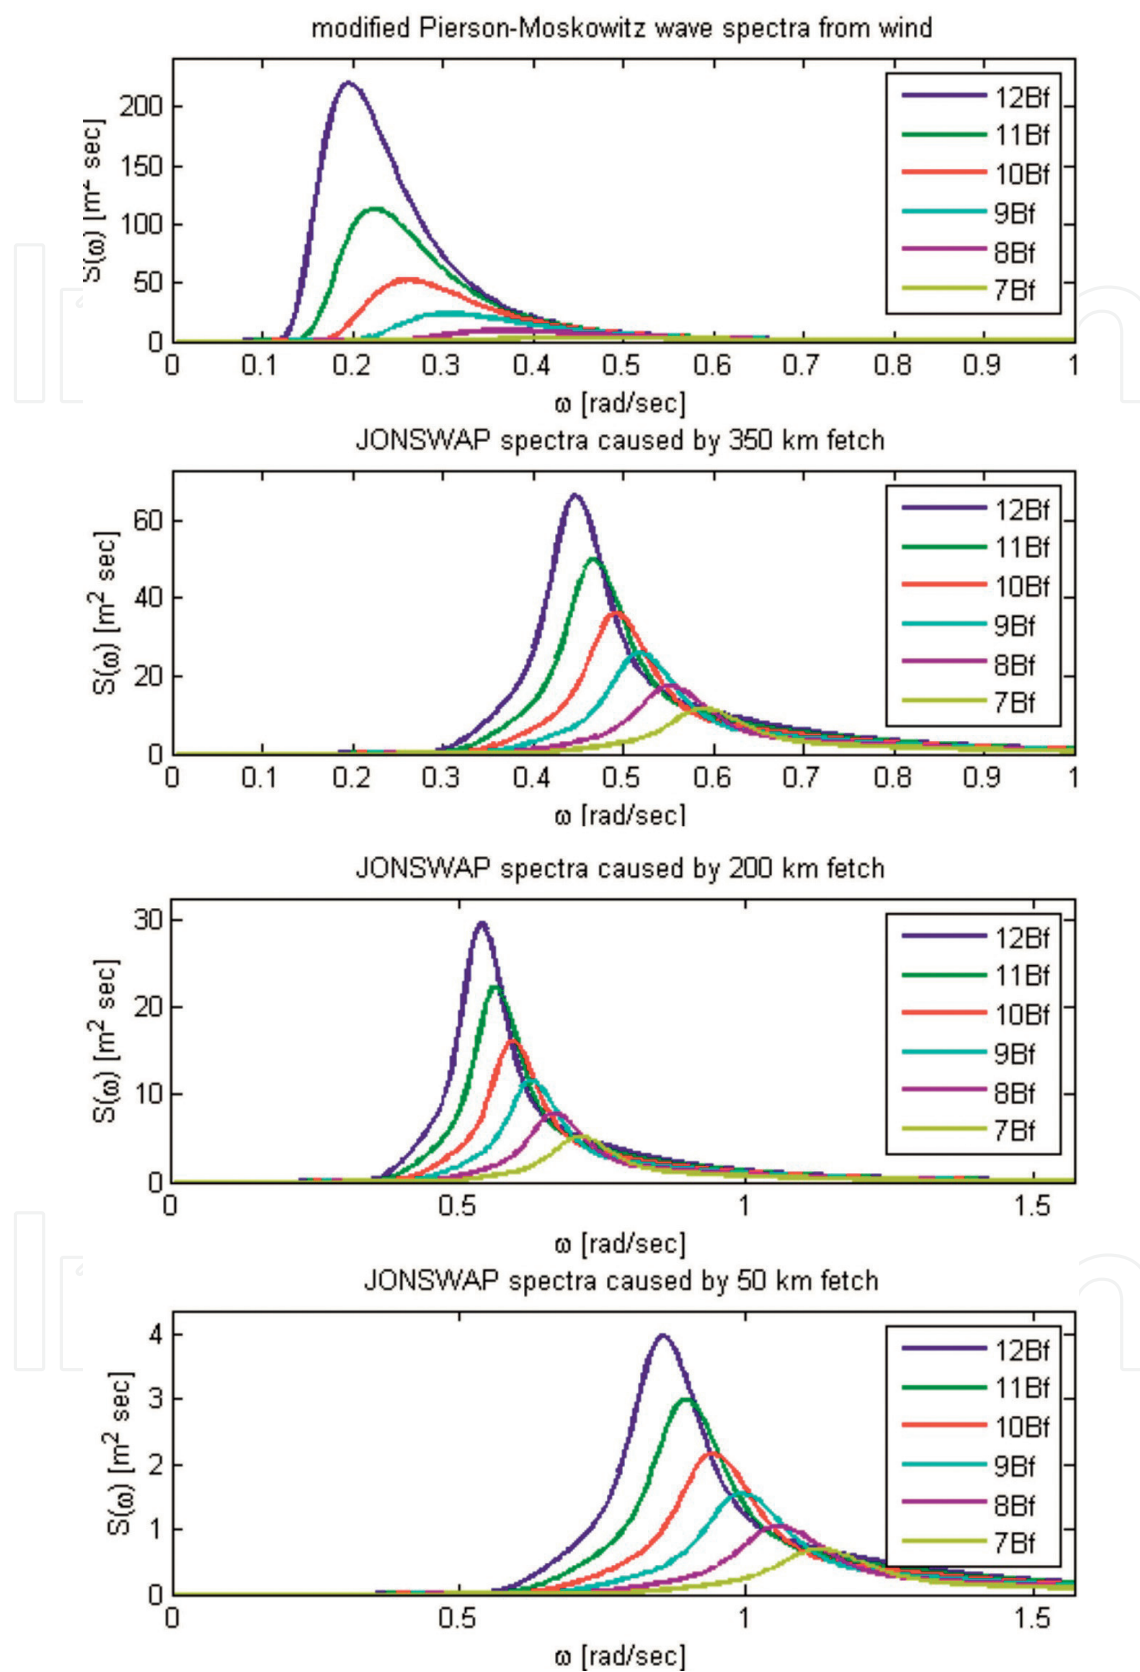 modified Pierson-Moskowitz wave spectra from wind
S(ω) [m² sec]
200
150
100
50
0
0 0.1 0.2 0.3 0.4 0.5 0.6 0.7 0.8 0.9 1
ω [rad/sec]
12Bf
11Bf
10Bf
9Bf
8Bf
7Bf
JONSWAP spectra caused by 350 km fetch
S(ω) [m² sec]
60
40
20
0
0 0.1 0.2 0.3 0.4 0.5 0.6 0.7 0.8 0.9 1
ω [rad/sec]
12Bf
11Bf
10Bf
9Bf
8Bf
7Bf
JONSWAP spectra caused by 200 km fetch
S(ω) [m² sec]
30
20
10
0
0 0.5 1 1.5
ω [rad/sec]
12Bf
11Bf
10Bf
9Bf
8Bf
7Bf
JONSWAP spectra caused by 50 km fetch
S(ω) [m² sec]
4
3
2
1
0
0 0.5 1 1.5
ω [rad/sec]
12Bf
11Bf
10Bf
9Bf
8Bf
7Bf